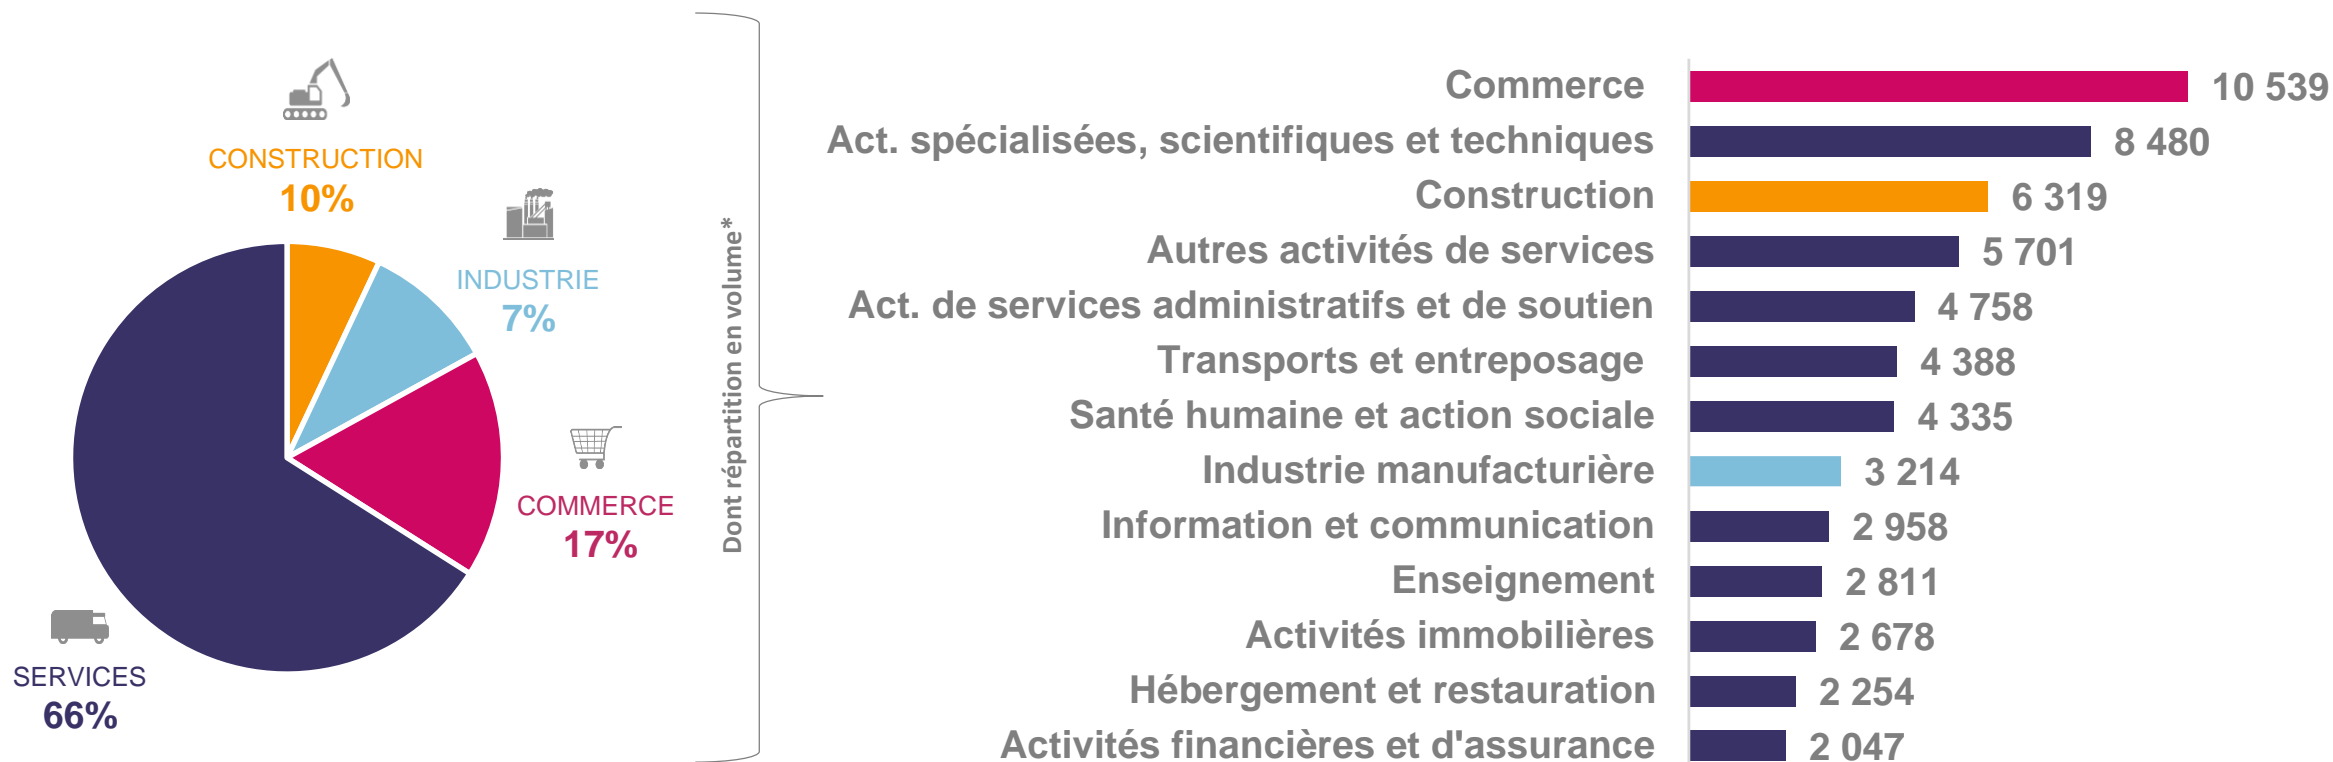 CONSTRUCTION
10%
INDUSTRIE
7%
COMMERCE
17%
SERVICES
66%
Dont répartition en volume*
Commerce 10 539
Act. spécialisées, scientifiques et techniques 8 480
Construction 6 319
Autres activités de services 5 701
Act. de services administratifs et de soutien 4 758
Transports et entreposage 4 388
Santé humaine et action sociale 4 335
Industrie manufacturière 3 214
Information et communication 2 958
Enseignement 2 811
Activités immobilières 2 678
Hébergement et restauration 2 254
Activités financières et d'assurance 2 047